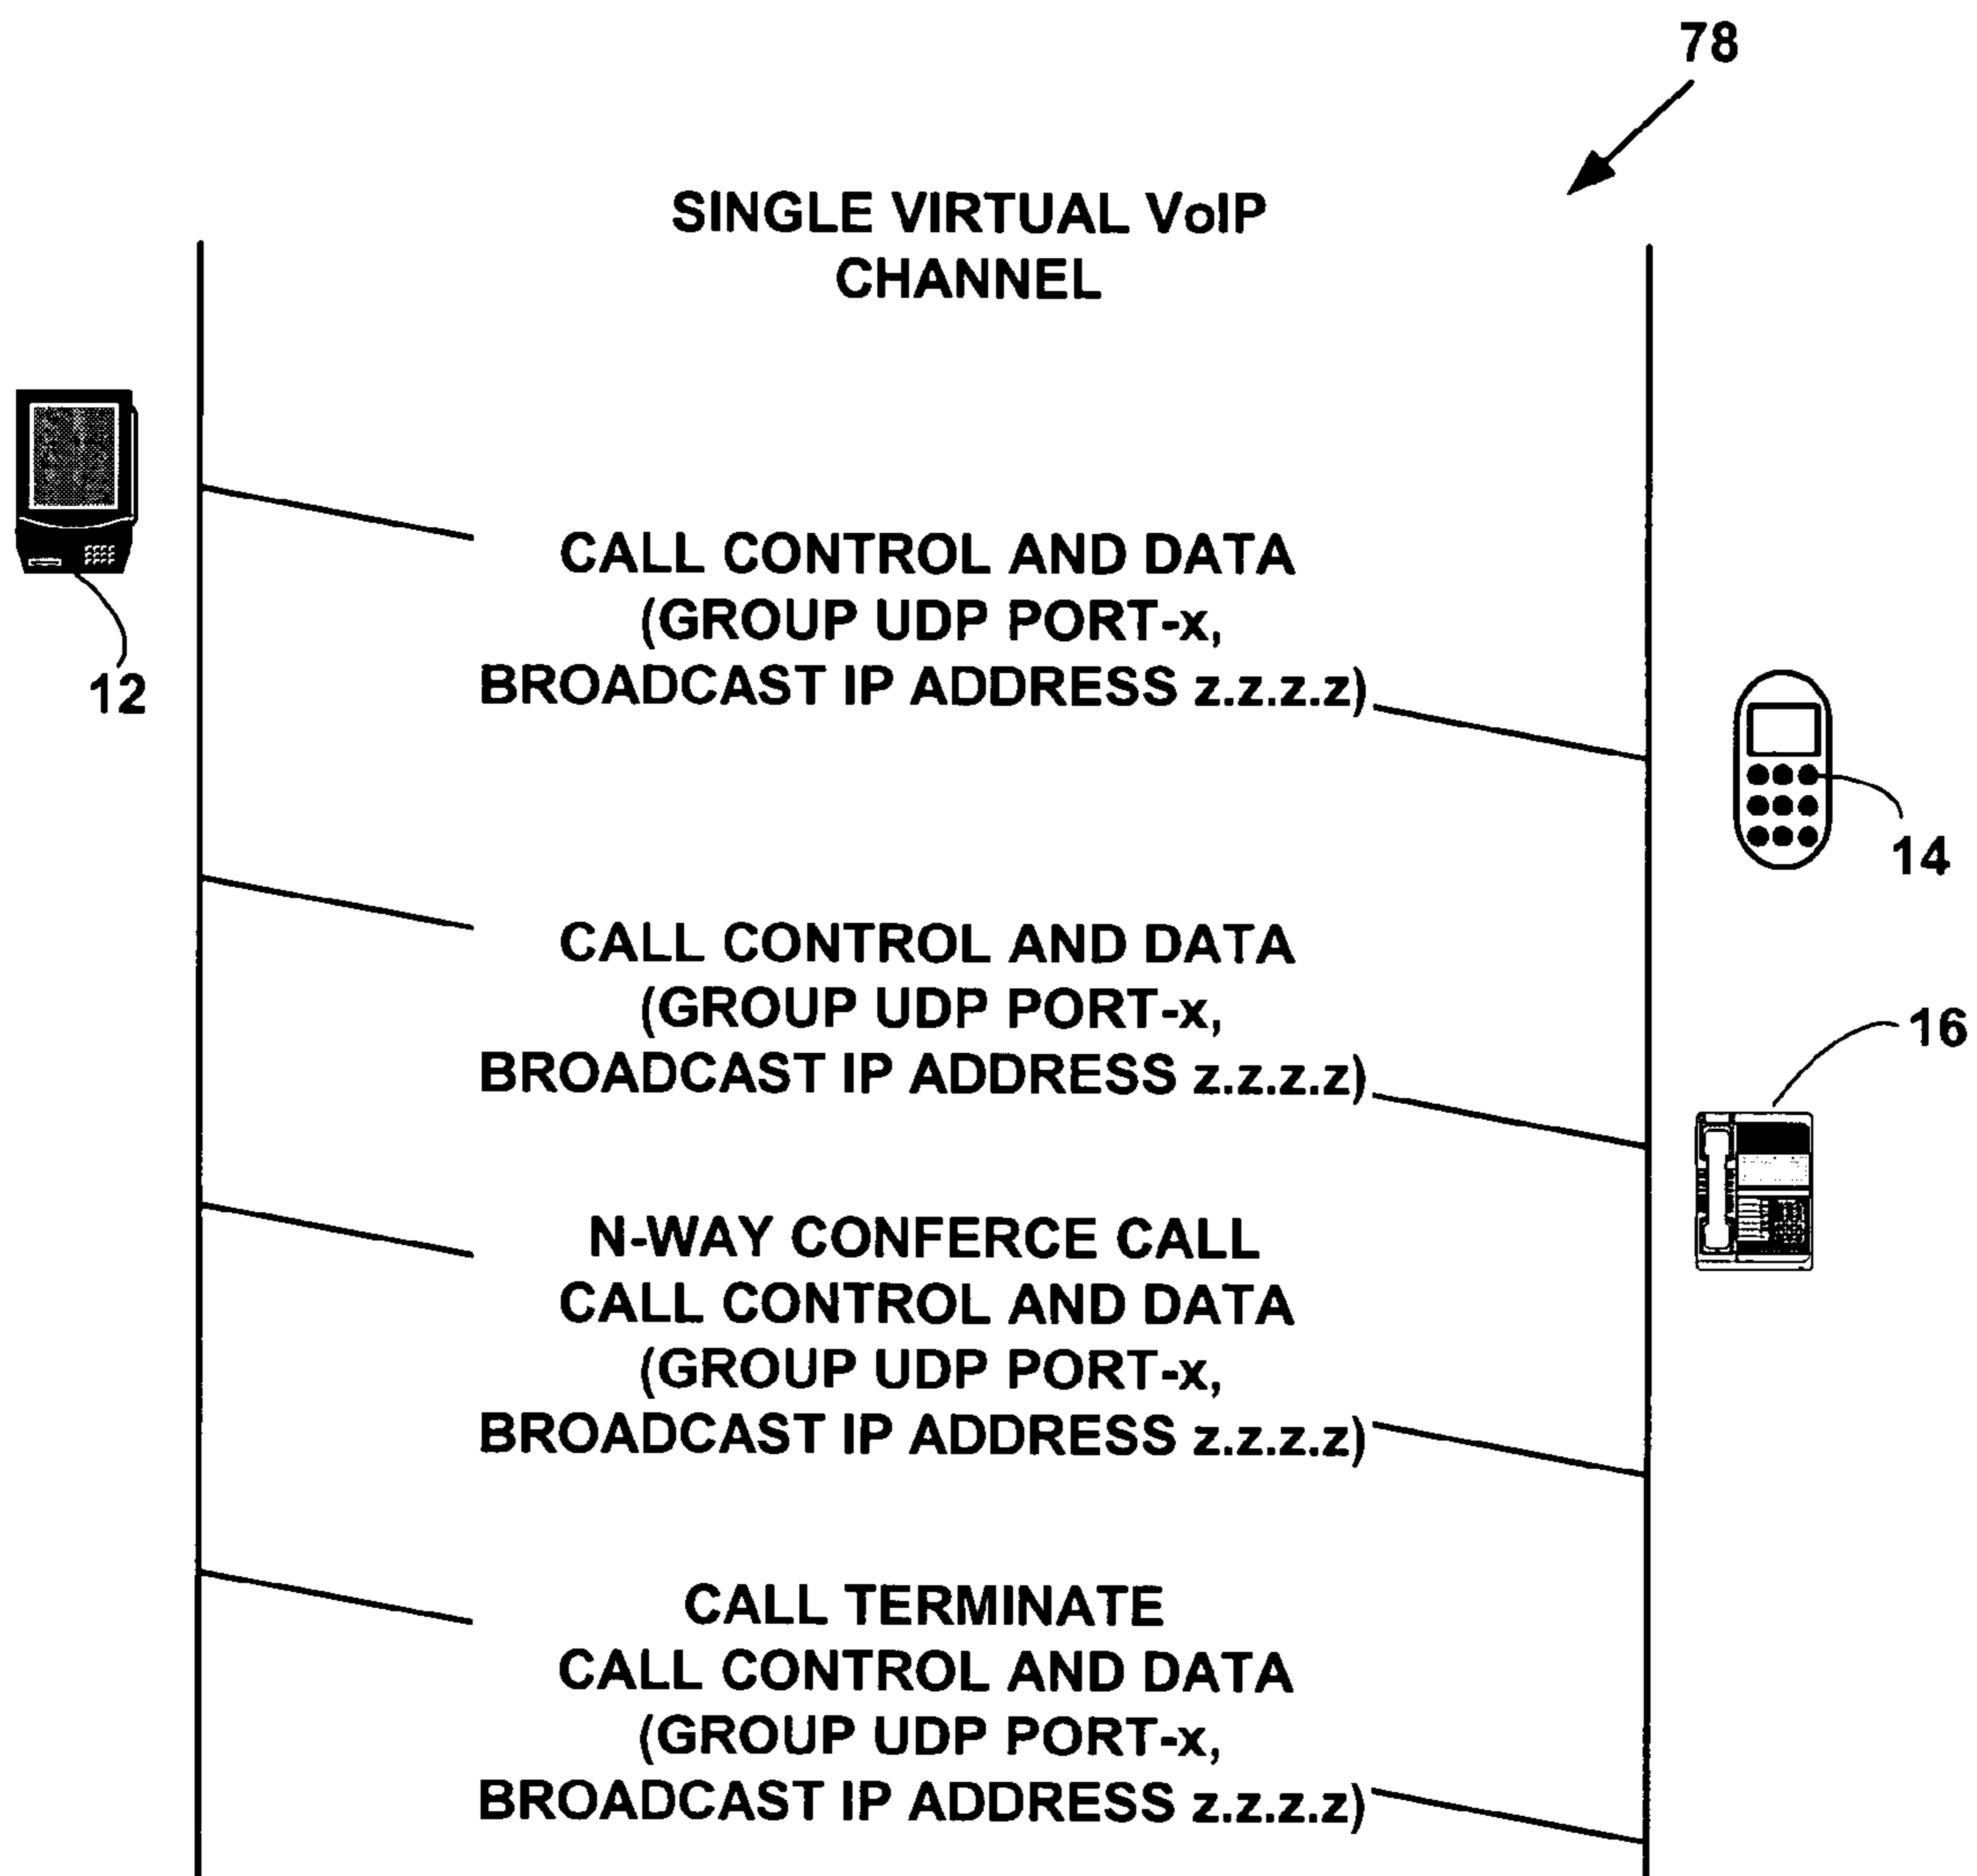 78
SINGLE VIRTUAL VoIP
CHANNEL
CALL CONTROL AND DATA
(GROUP UDP PORT-x,
BROADCAST IP ADDRESS z.z.z.z)
12
14
CALL CONTROL AND DATA
(GROUP UDP PORT-x,
BROADCAST IP ADDRESS z.z.z.z)
16
N-WAY CONFERCE CALL
CALL CONTROL AND DATA
(GROUP UDP PORT-x,
BROADCAST IP ADDRESS z.z.z.z)
CALL TERMINATE
CALL CONTROL AND DATA
(GROUP UDP PORT-x,
BROADCAST IP ADDRESS z.z.z.z)